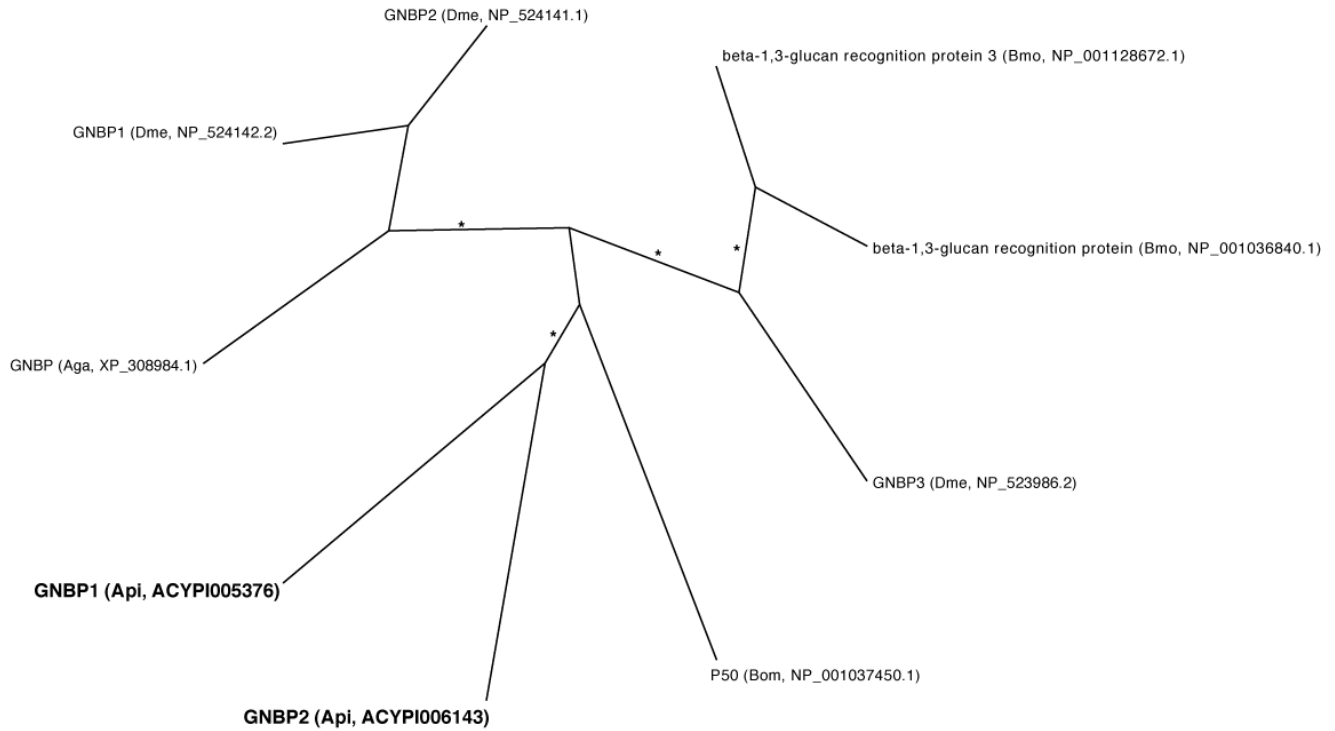 GNBP2 (Dme, NP_524141.1)
beta-1,3-glucan recognition protein 3 (Bmo, NP_001128672.1)
GNBP1 (Dme, NP_524142.2)
*
*
*
beta-1,3-glucan recognition protein (Bmo, NP_001036840.1)
*
GNBP (Aga, XP_308984.1)
GNBP3 (Dme, NP_523986.2)
GNBP1 (Api, ACYPI005376)
P50 (Bom, NP_001037450.1)
GNBP2 (Api, ACYPI006143)